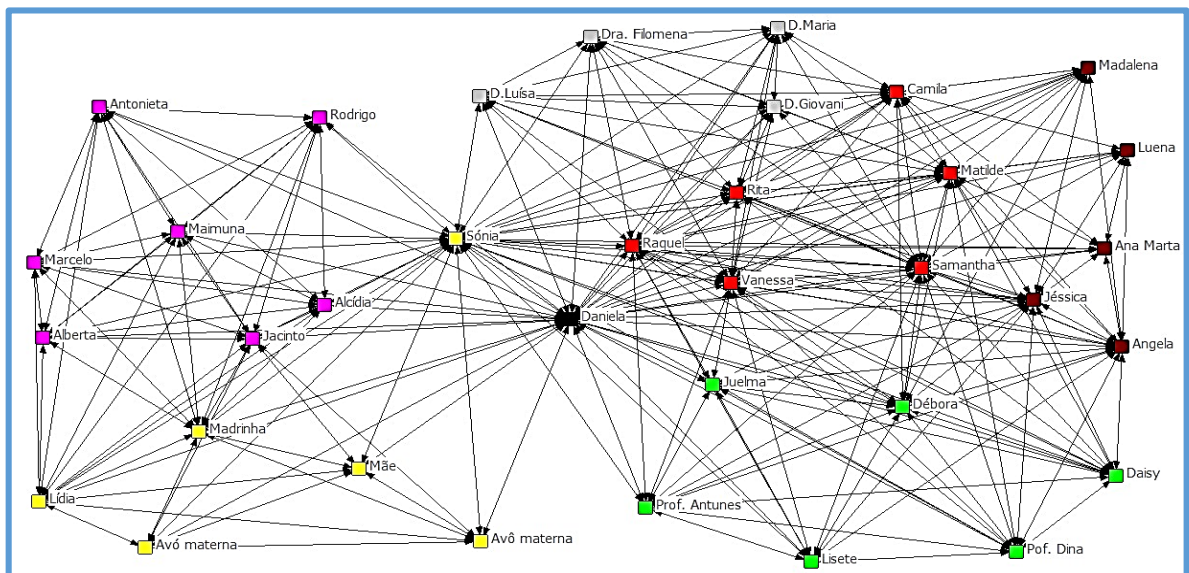 D.Maria
Dra. Filomena
Madalena
Camila
D.Luísa
Antonieta
D.Giovani
Rodrigo
Luena
Matilde
Rita
Maimuna
Sónia
Raquel
Ana Marta
Marcelo
Samantha
Vanessa
Jéssica
Alcídia
Daniela
Alberta
Jacinto
Angela
Juelma
Débora
Madrinha
Mãe
Daisy
Lídia
Prof. Antunes
Avó materna
Avô materna
Pof. Dina
Lisete